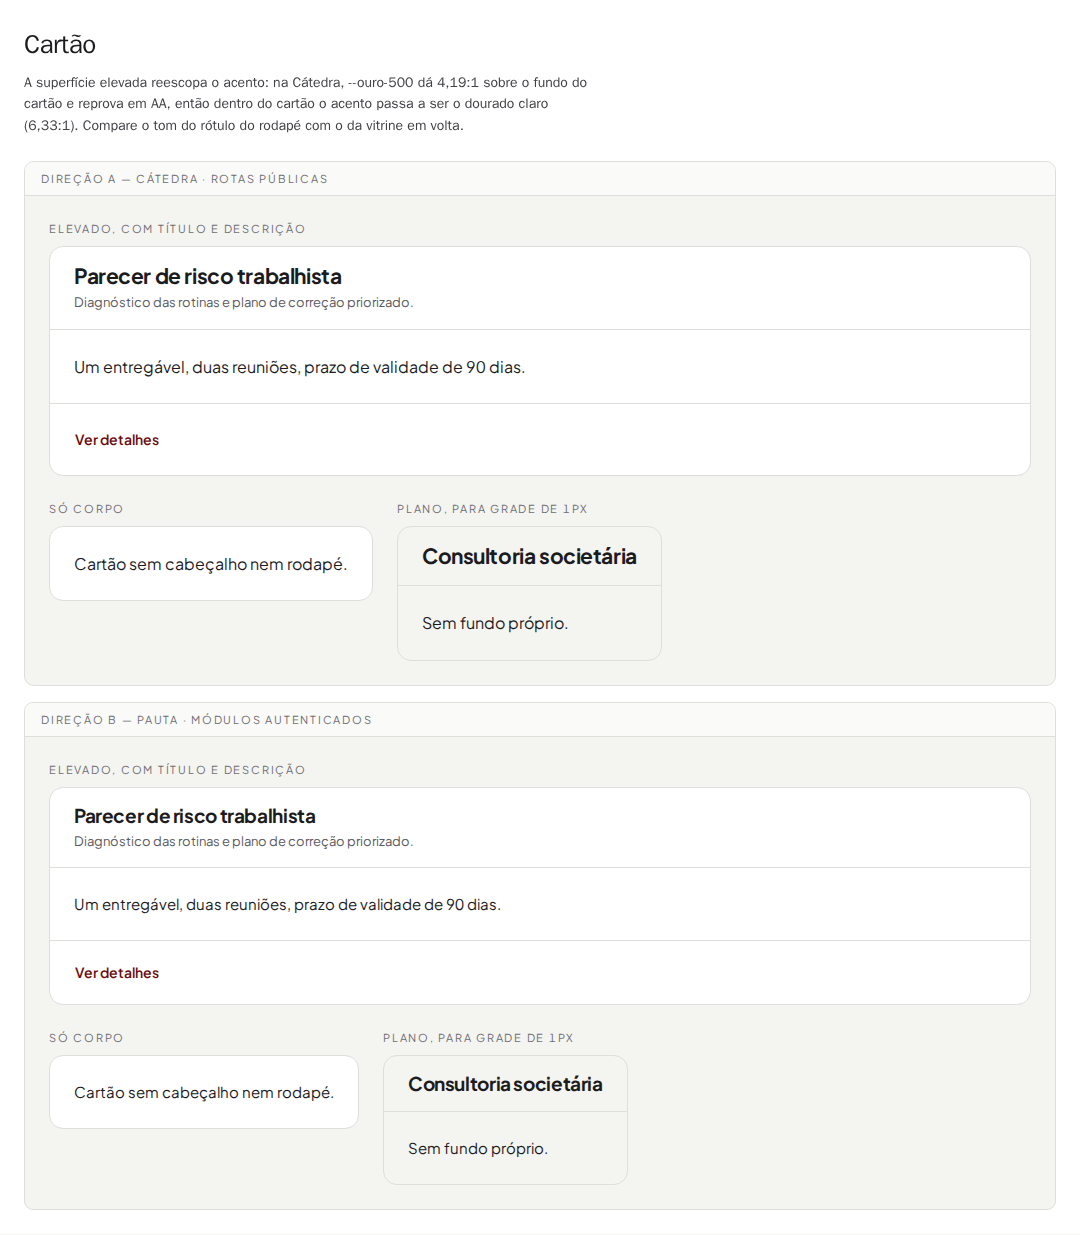 Cartão
A superfície elevada reescopa o acento: na Cátedra, --ouro-500 dá 4,19:1 sobre o fundo do
cartão e reprova em AA, então dentro do cartão o acento passa a ser o dourado claro
(6,33:1). Compare o tom do rótulo do rodapé com o da vitrine em volta.
DIREÇÃO A — CÁTEDRA · ROTAS PÚBLICAS
ELEVADO, COM TÍTULO E DESCRIÇÃO
Parecer de risco trabalhista
Diagnóstico das rotinas e plano de correção priorizado.
Um entregável, duas reuniões, prazo de validade de 90 dias.
Ver detalhes
SÓ CORPO
Cartão sem cabeçalho nem rodapé.
PLANO, PARA GRADE DE 1PX
Consultoria societária
Sem fundo próprio.
DIREÇÃO B — PAUTA · MÓDULOS AUTENTICADOS
ELEVADO, COM TÍTULO E DESCRIÇÃO
Parecer de risco trabalhista
Diagnóstico das rotinas e plano de correção priorizado.
Um entregável, duas reuniões, prazo de validade de 90 dias.
Ver detalhes
SÓ CORPO
Cartão sem cabeçalho nem rodapé.
PLANO, PARA GRADE DE 1PX
Consultoria societária
Sem fundo próprio.